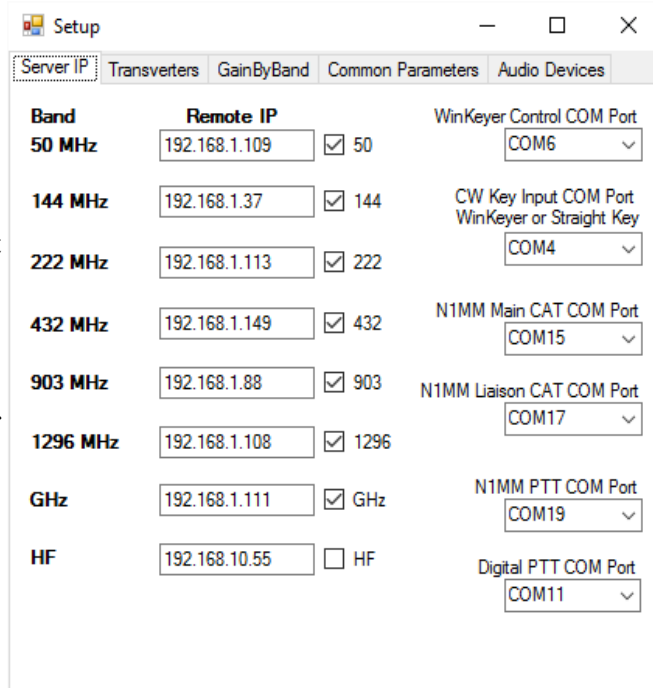 Setup
Server IP Transverters GainByBand Common Parameters Audio Devices
Band Remote IP WinKeyer Control COM Port
50 MHz 192.168.1.109 50 COM6
144 MHz 192.168.1.37 144 CW Key Input COM Port
WinKeyer or Straight Key
222 MHz 192.168.1.113 222 COM4
432 MHz 192.168.1.149 432 N1MM Main CAT COM Port
COM15
903 MHz 192.168.1.88 903 N1MM Liaison CAT COM Port
COM17
1296 MHz 192.168.1.108 1296
GHz 192.168.1.111 GHz N1MM PTT COM Port
COM19
HF 192.168.10.55 HF Digital PTT COM Port
COM11